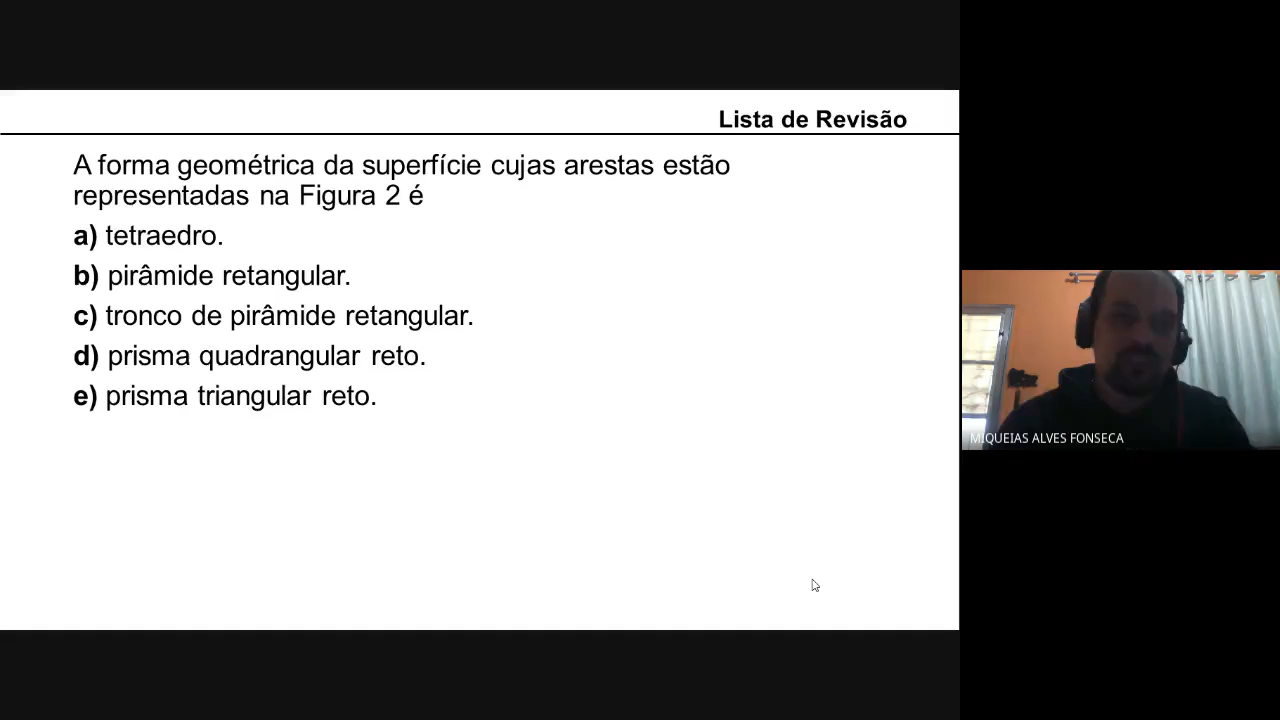 Lista de Revisão
A forma geométrica da superfície cujas arestas estão
representadas na Figura 2 é
a) tetraedro.
b) pirâmide retangular.
c) tronco de pirâmide retangular.
d) prisma quadrangular reto.
e) prisma triangular reto.
MIQUEIAS ALVES FONSECA